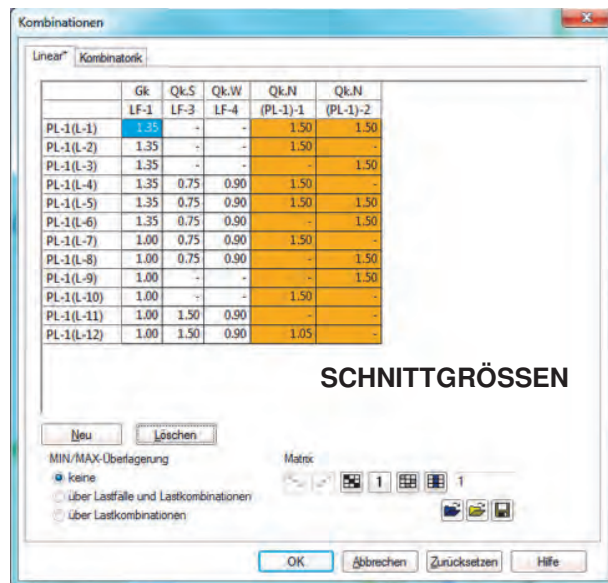 Kombinationen
Linear* Kombinatorik
Gk Qk.S Qk.W Qk.N Qk.N
LF-1 LF-3 LF-4 (PL-1)-1 (PL-1)-2
PL-1(L-1) 1.35 - - 1.50 1.50
PL-1(L-2) 1.35 - - 1.50 -
PL-1(L-3) 1.35 - - - 1.50
PL-1(L-4) 1.35 0.75 0.90 1.50 -
PL-1(L-5) 1.35 0.75 0.90 1.50 1.50
PL-1(L-6) 1.35 0.75 0.90 - 1.50
PL-1(L-7) 1.00 0.75 0.90 1.50 -
PL-1(L-8) 1.00 0.75 0.90 - 1.50
PL-1(L-9) 1.00 - - - 1.50
PL-1(L-10) 1.00 - - 1.50 -
PL-1(L-11) 1.00 1.50 0.90 - -
PL-1(L-12) 1.00 1.50 0.90 1.05 -
SCHNITTGRÖSSEN
Neu Löschen
MIN/MAX-Überlagerung Matrix
keine 1 1
über Lastfälle und Lastkombinationen
über Lastkombinationen
OK Abbrechen Zurücksetzen Hilfe